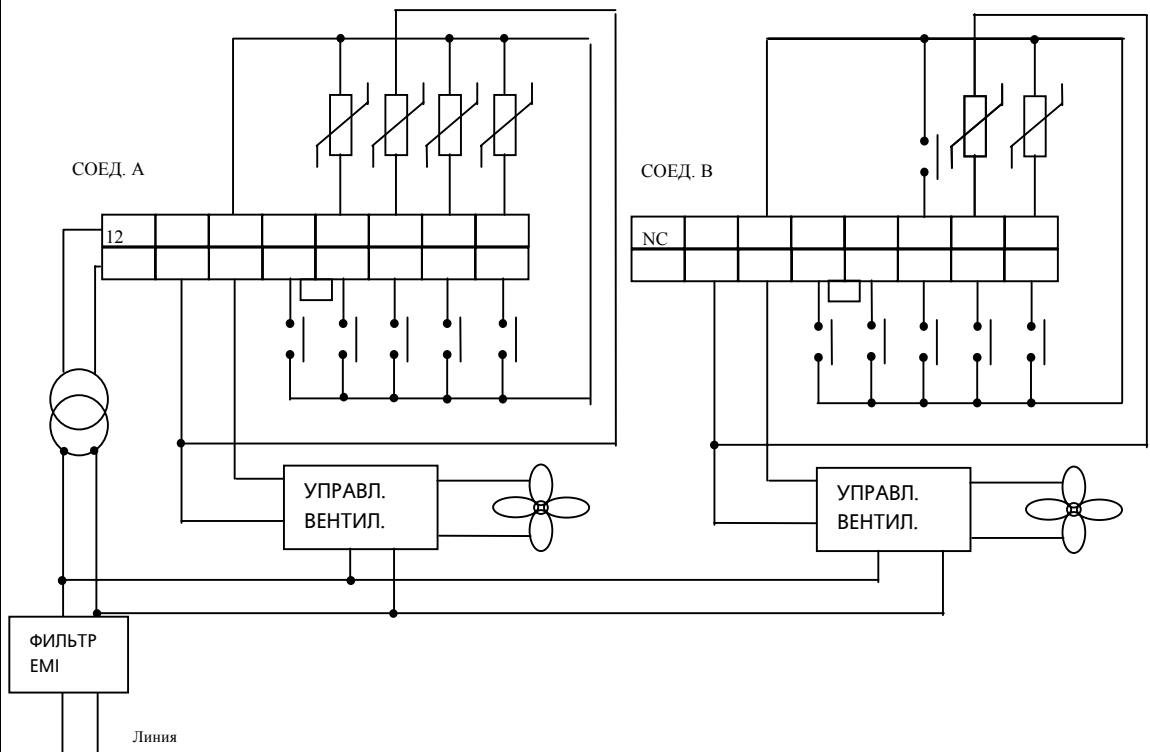 СОЕД. А
СОЕД. В
12
NC
УПРАВЛ.
ВЕНТИЛ.
УПРАВЛ.
ВЕНТИЛ.
ФИЛЬТР
EMI
Линия